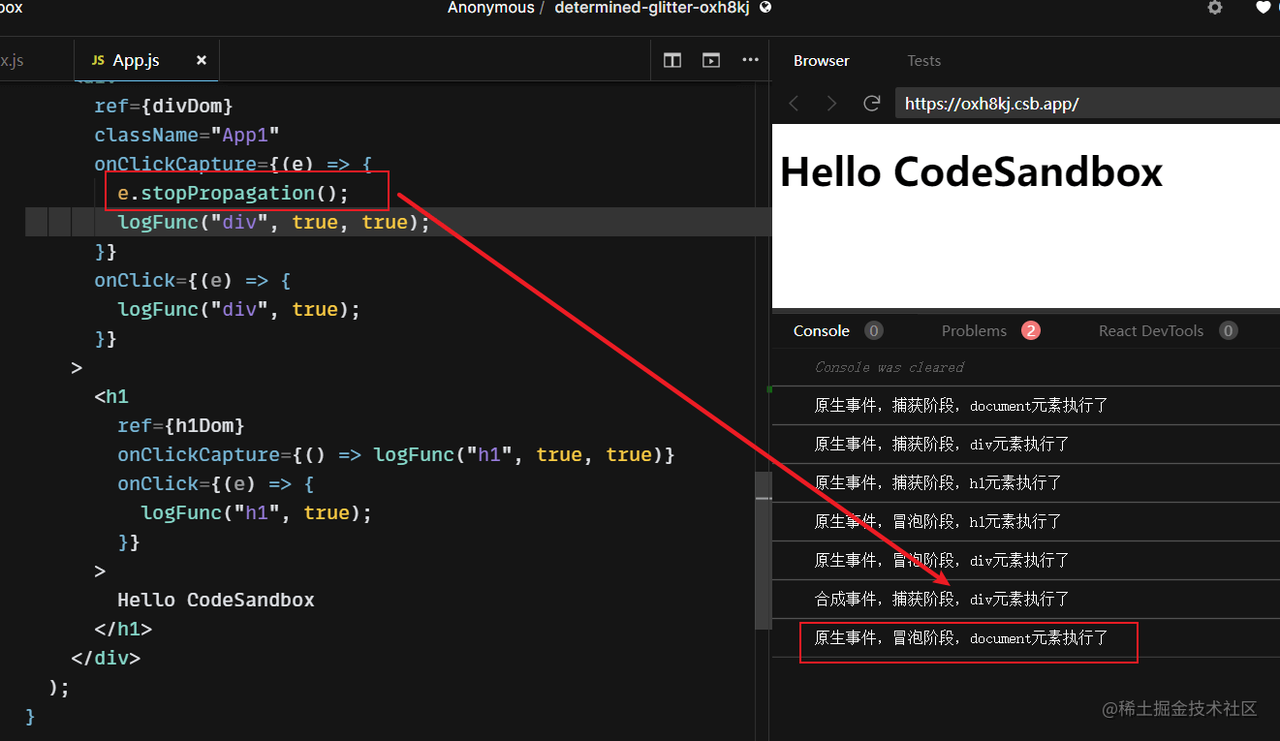 box
Anonymous / determined-glitter-oxh8kj
x.js
JS App.js ×
ref={divDom}
className="App1"
onClickCapture={(e) => {
e.stopPropagation();
logFunc("div", true, true);
}}
onClick={(e) => {
logFunc("div", true);
}}
>
<h1
ref={h1Dom}
onClickCapture={() => logFunc("h1", true, true)}
onClick={(e) => {
logFunc("h1", true);
}}
>
Hello CodeSandbox
</h1>
</div>
);
}
Browser Tests
https://oxh8kj.csb.app/
Hello CodeSandbox
Console 0 Problems 2 React DevTools 0
Console was cleared
原生事件，捕获阶段，document元素执行了
原生事件，捕获阶段，div元素执行了
原生事件，捕获阶段，h1元素执行了
原生事件，冒泡阶段，h1元素执行了
原生事件，冒泡阶段，div元素执行了
合成事件，捕获阶段，div元素执行了
原生事件，冒泡阶段，document元素执行了
@稀土掘金技术社区